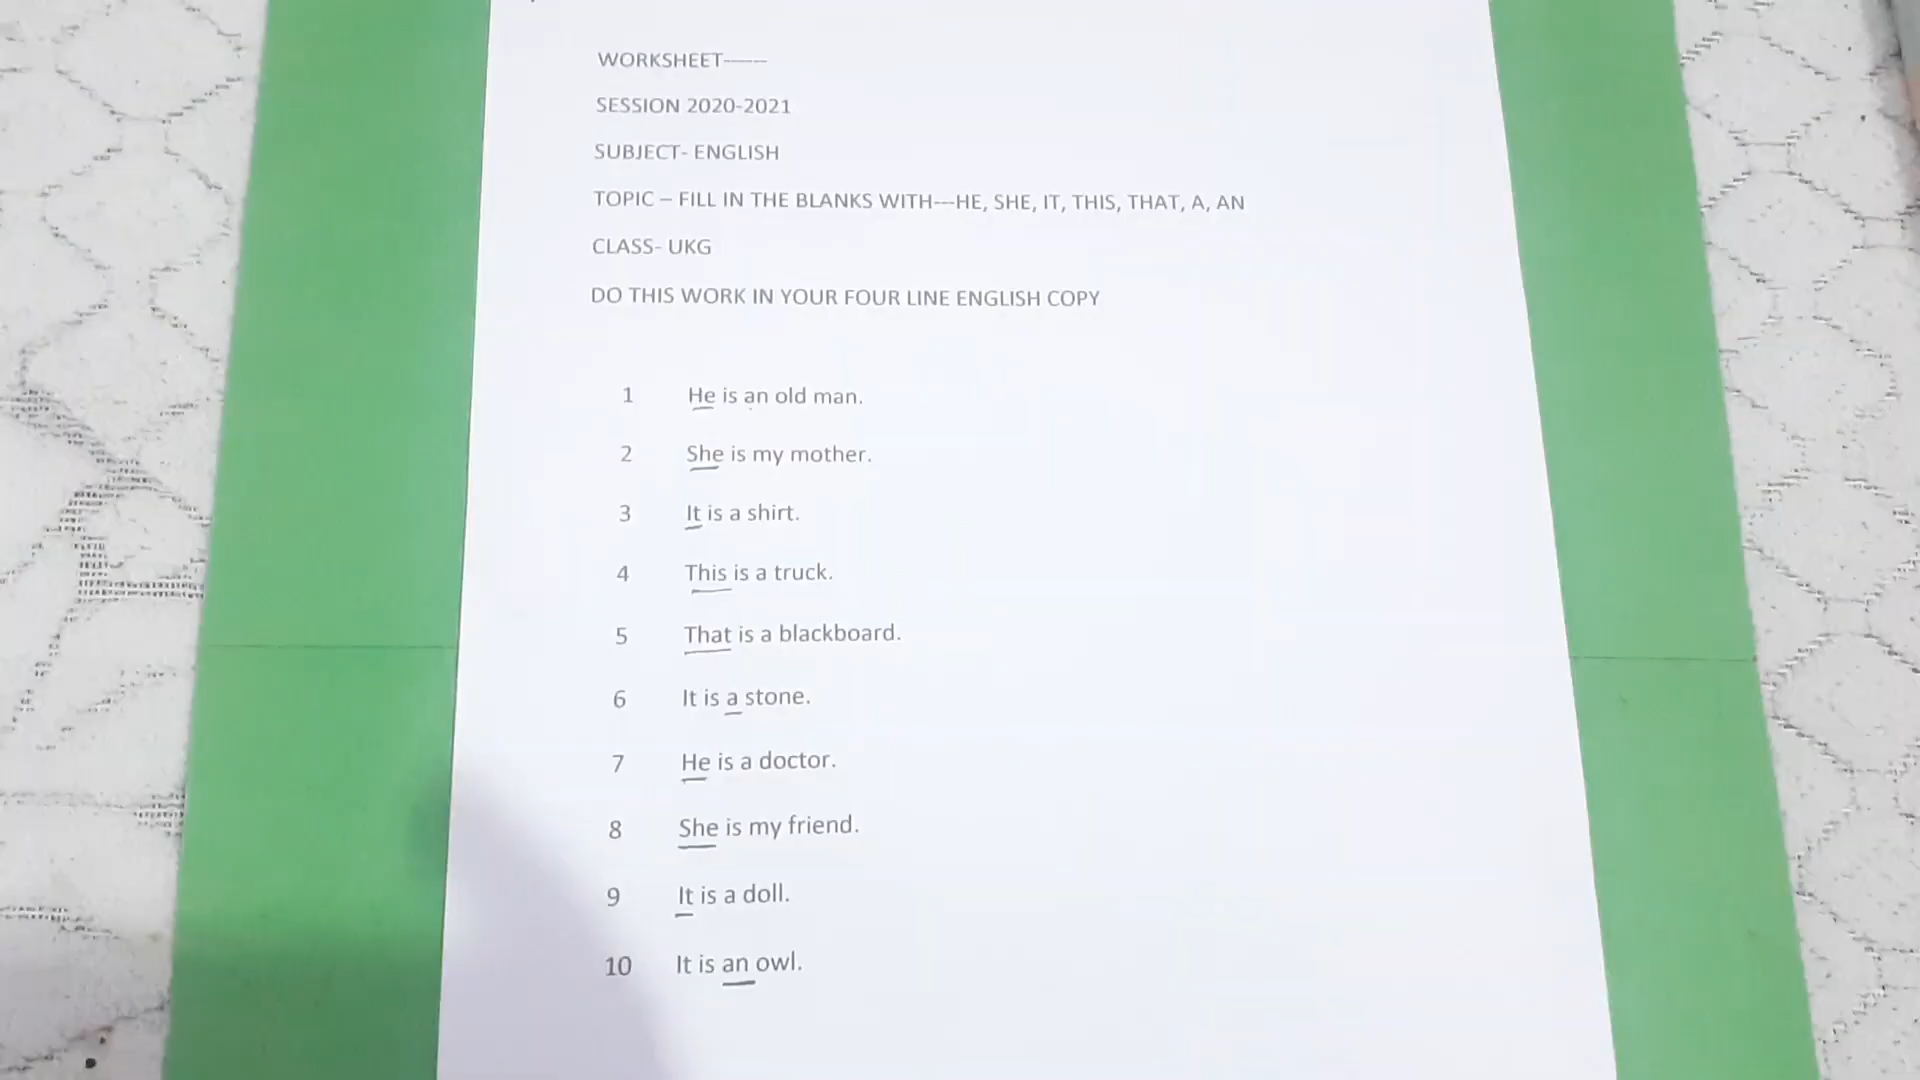 WORKSHEET------
SESSION 2020-2021
SUBJECT- ENGLISH
TOPIC – FILL IN THE BLANKS WITH---HE, SHE, IT, THIS, THAT, A, AN
CLASS- UKG
DO THIS WORK IN YOUR FOUR LINE ENGLISH COPY
1 He is an old man.
2 She is my mother.
3 It is a shirt.
4 This is a truck.
5 That is a blackboard.
6 It is a stone.
7 He is a doctor.
8 She is my friend.
9 It is a doll.
10 It is an owl.